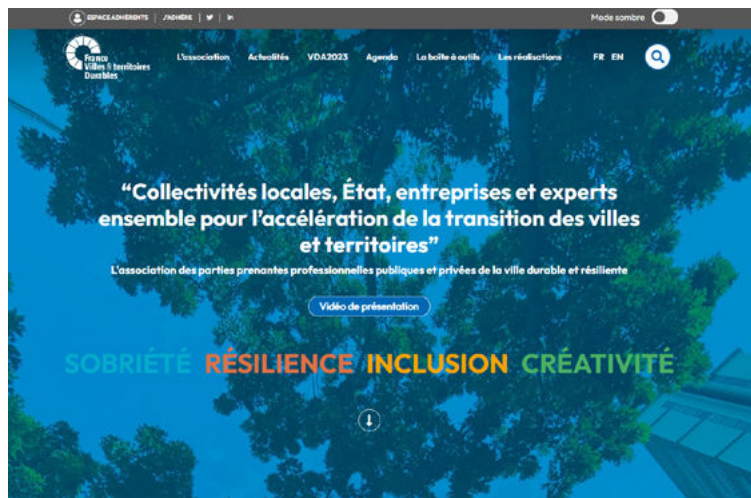 ESPACE ADHÉRENTS | J'ADHÈRE
Mode sombre
France
Villes & territoires
Durables
L'association Actualités VDA2023 Agenda La boîte à outils Les réalisations FR EN
“Collectivités locales, État, entreprises et experts
ensemble pour l'accélération de la transition des villes
et territoires”
L'association des parties prenantes professionnelles publiques et privées de la ville durable et résiliente
Vidéo de présentation
SOBRIÉTÉ RÉSILIENCE INCLUSION CRÉATIVITÉ